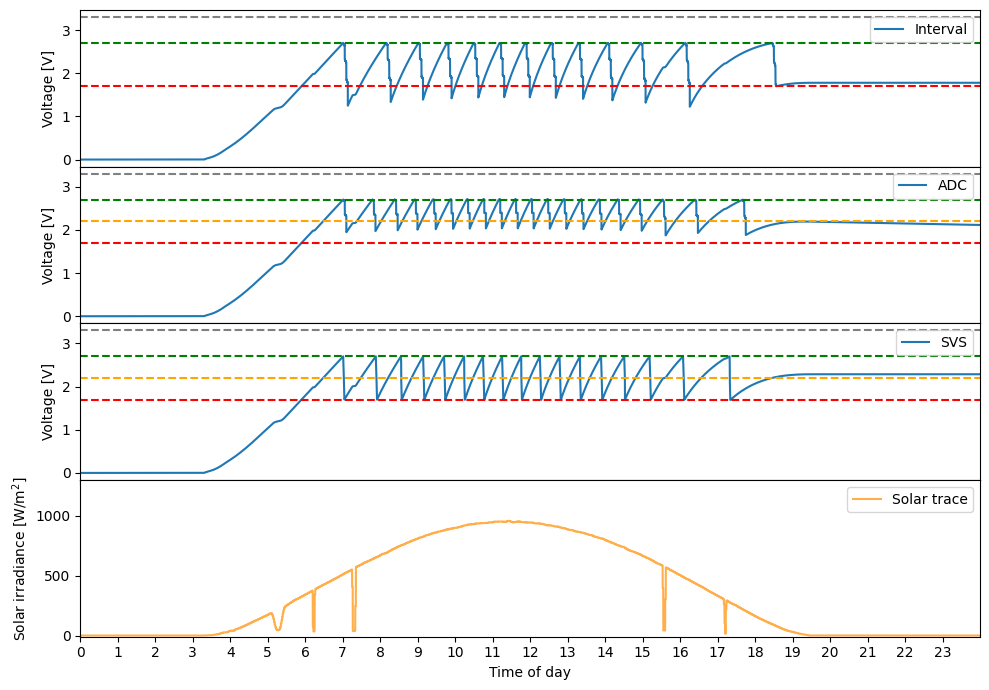 Interval
Voltage [V]
3
2
1
0
ADC
Voltage [V]
3
2
1
0
SVS
Voltage [V]
3
2
1
0
Solar trace
Solar irradiance [W/m²]
1000
500
0
0 1 2 3 4 5 6 7 8 9 10 11 12 13 14 15 16 17 18 19 20 21 22 23
Time of day